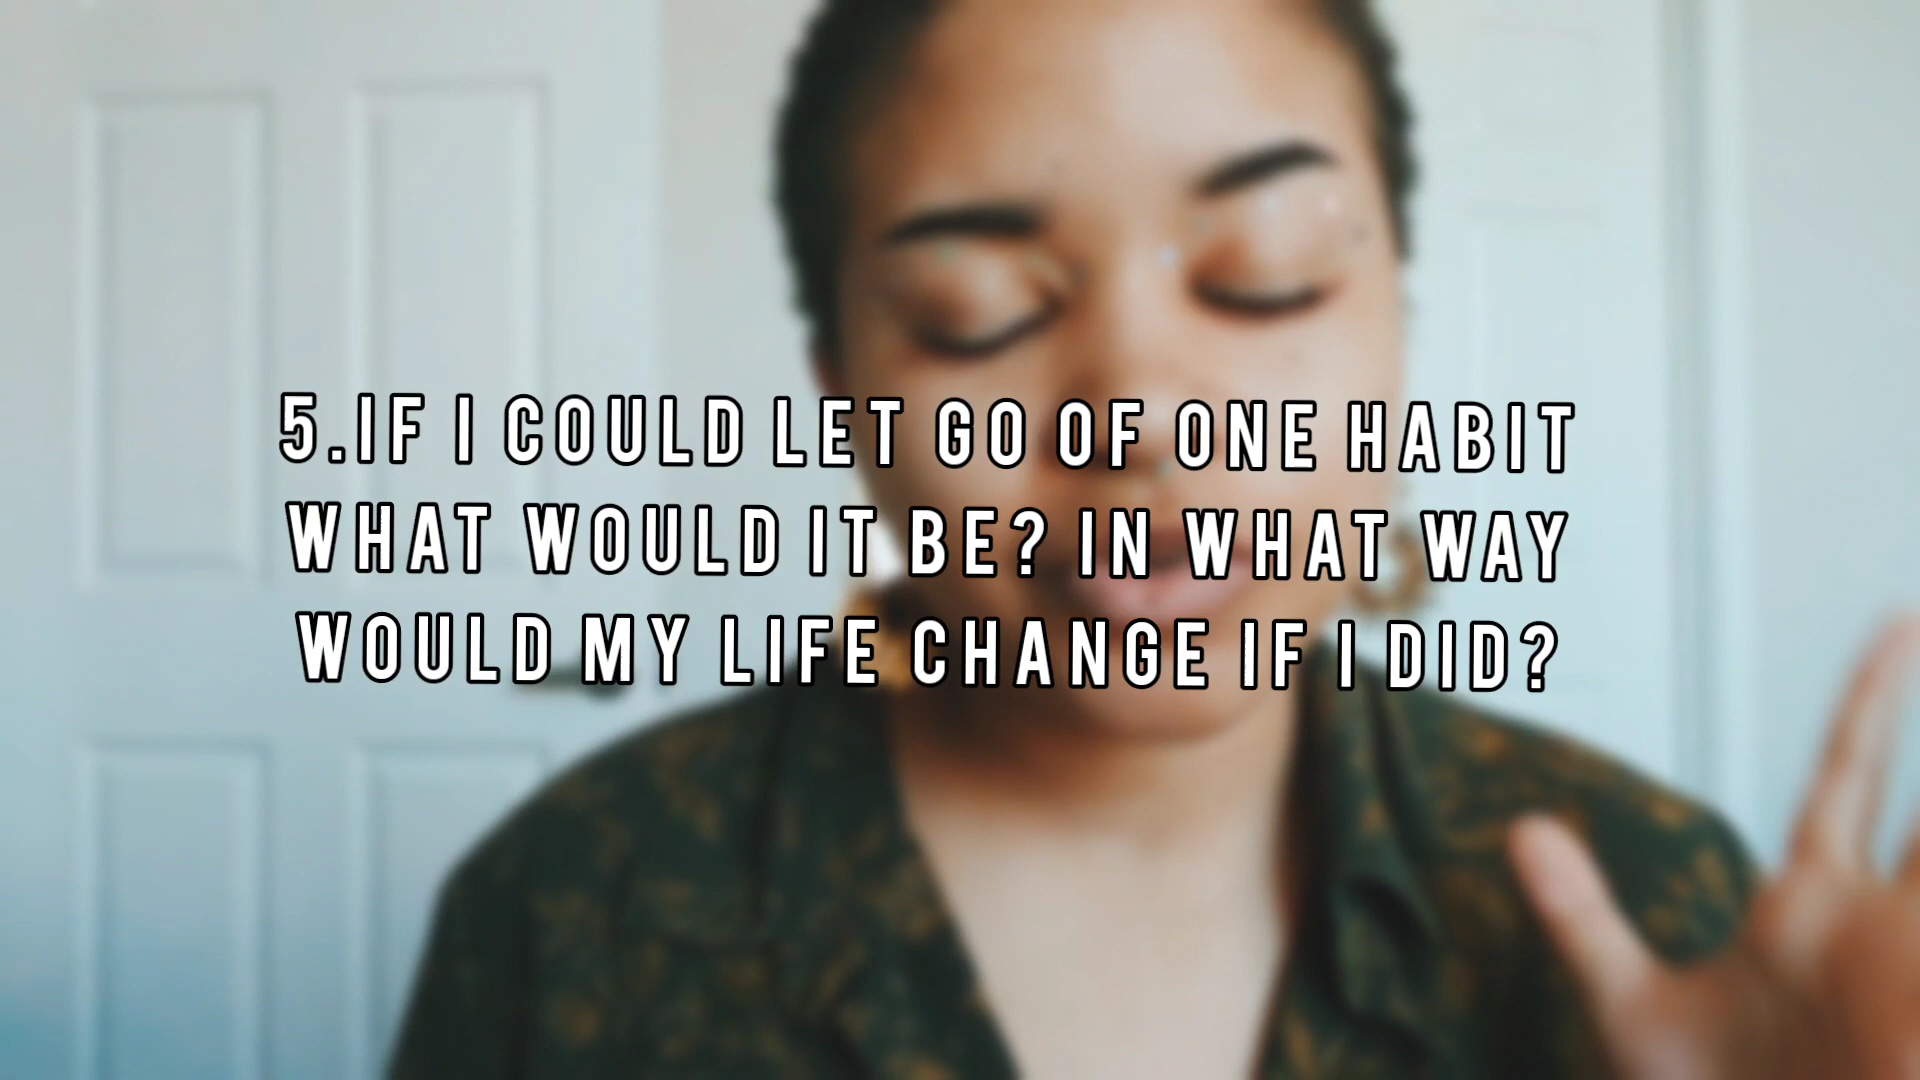 5.IF I COULD LET GO OF ONE HABIT
WHAT WOULD IT BE? IN WHAT WAY
WOULD MY LIFE CHANGE IF I DID?